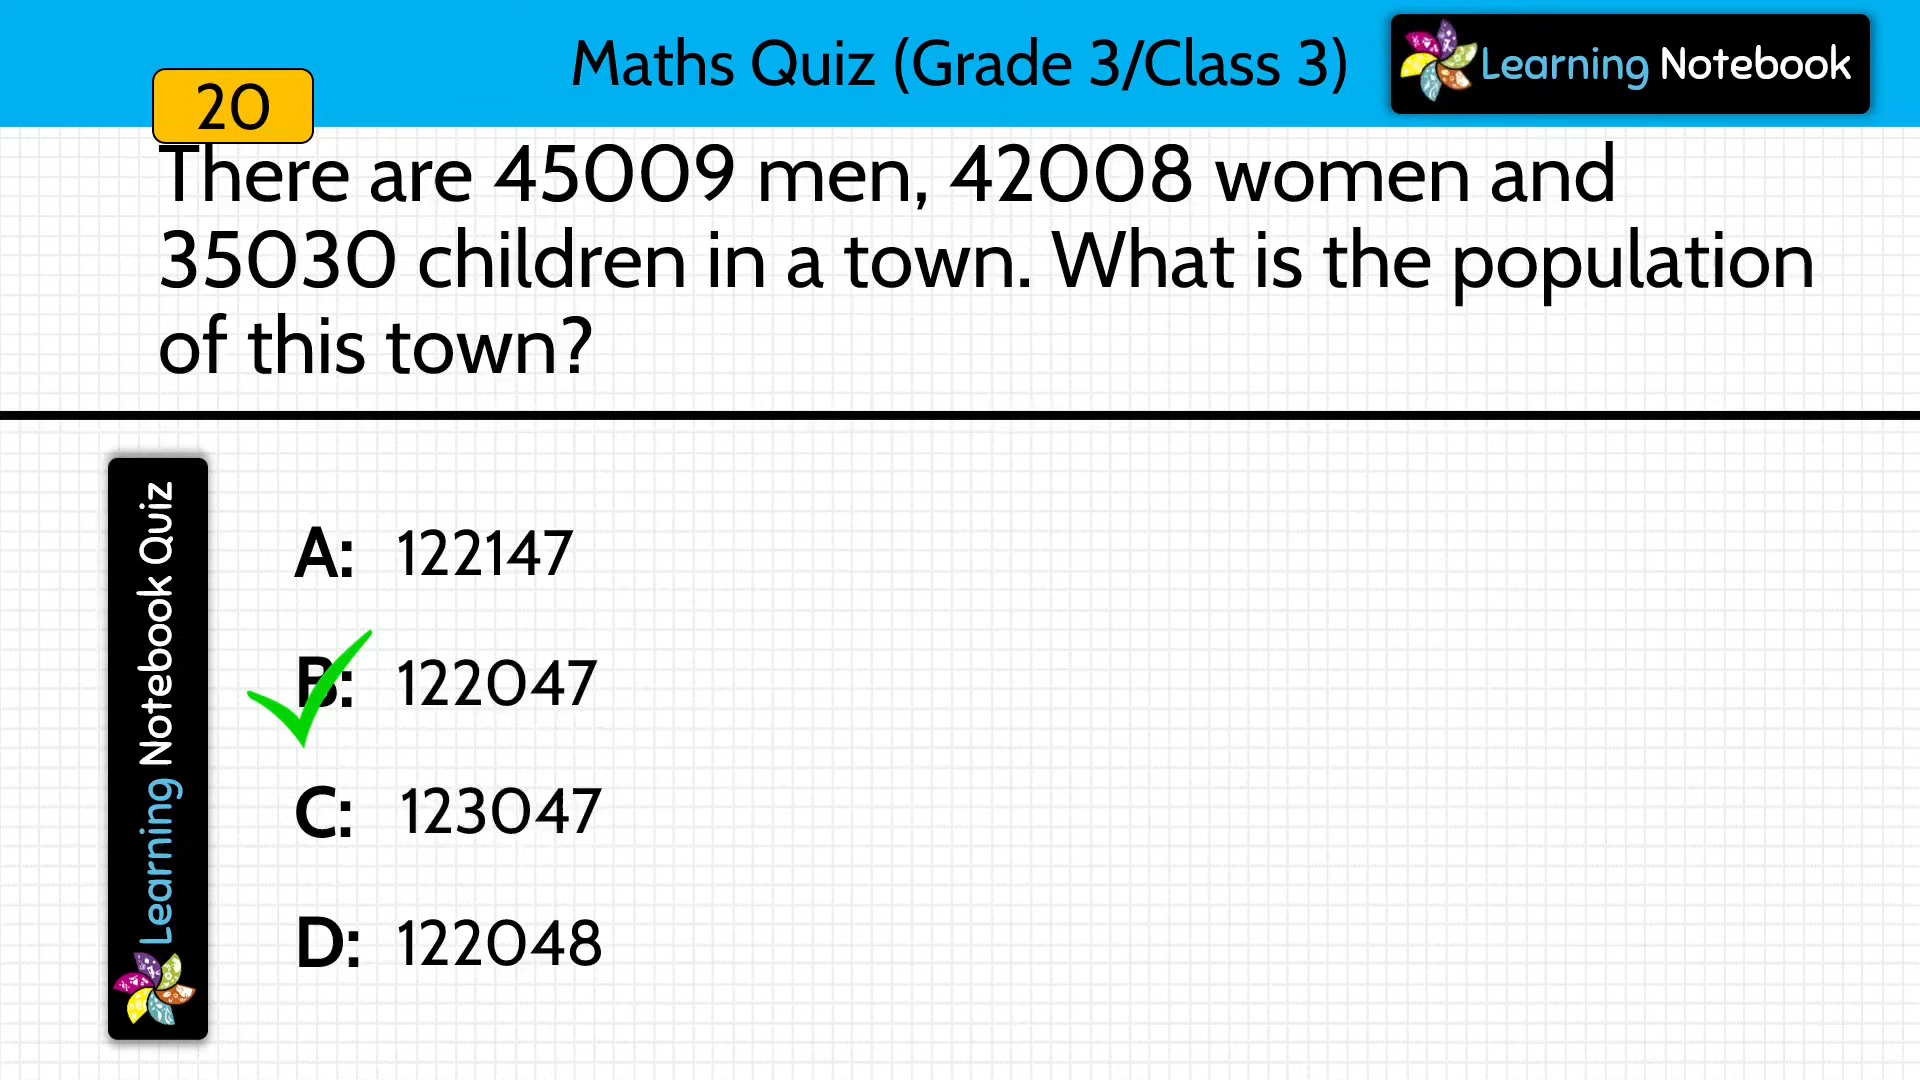 Maths Quiz (Grade 3/Class 3)
Learning Notebook
20
There are 45009 men, 42008 women and
35030 children in a town. What is the population
of this town?
Learning Notebook Quiz
A: 122147
B: 122047
C: 123047
D: 122048